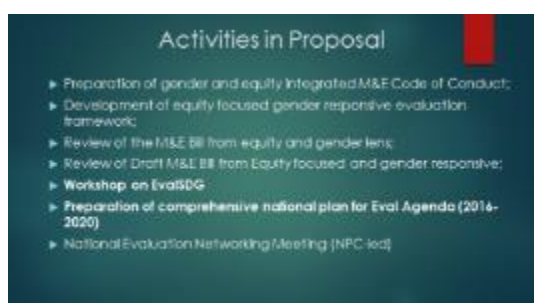 Activities in Proposal
Preparation of gender and equity integrated M&E Code of Conduct;
Development of equity focused gender responsive evaluation
framework;
Review of the M&E Bill from equity and gender lens;
Review of Draft M&E Bill from Equity focused and gender responsive;
Workshop on EvalSDG
Preparation of comprehensive national plan for Eval Agenda (2016-
2020)
National Evaluation Networking Meeting (NPC-led)